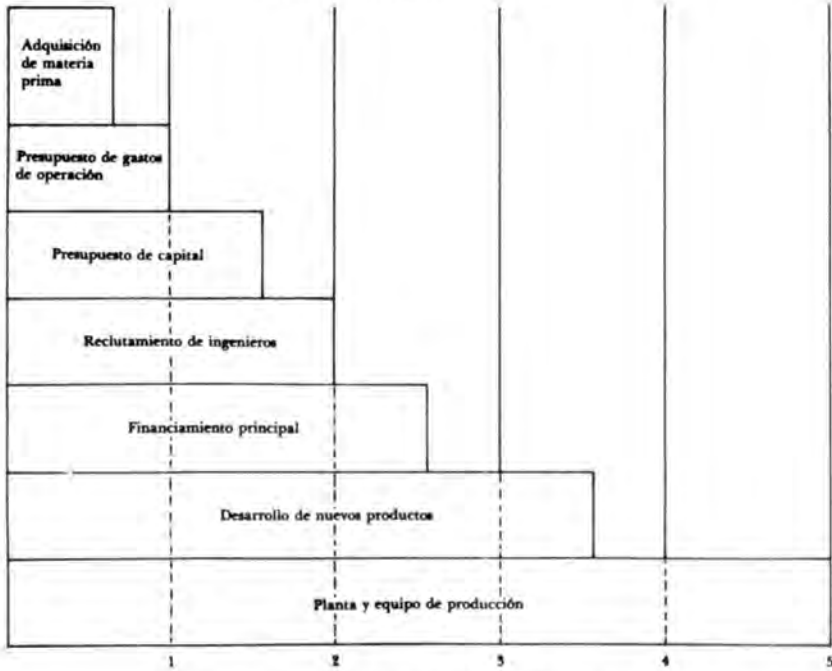 Adquisición
de materia
prima
Presupuesto de gastos
de operación
Presupuesto de capital
Reclutamiento de ingenieros
Financiamiento principal
Desarrollo de nuevos productos
Planta y equipo de producción
1 2 3 4 5